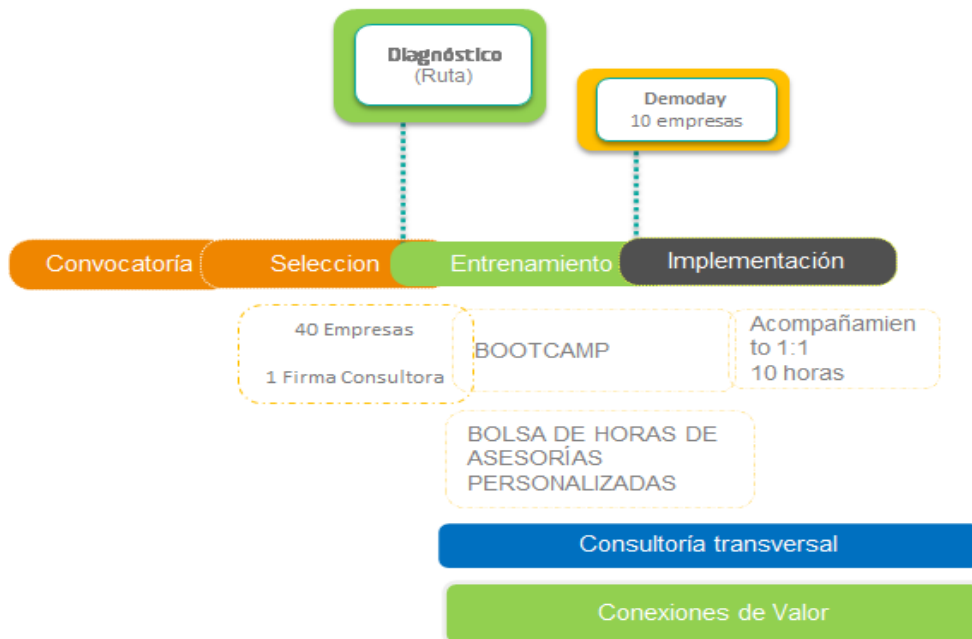 Diagnóstico
(Ruta)
Demoday
10 empresas
Convocatoría
Seleccion
Entrenamiento
Implementación
40 Empresas
1 Firma Consultora
BOOTCAMP
Acompañamien
to 1:1
10 horas
BOLSA DE HORAS DE
ASESORÍAS
PERSONALIZADAS
Consultoría transversal
Conexiones de Valor